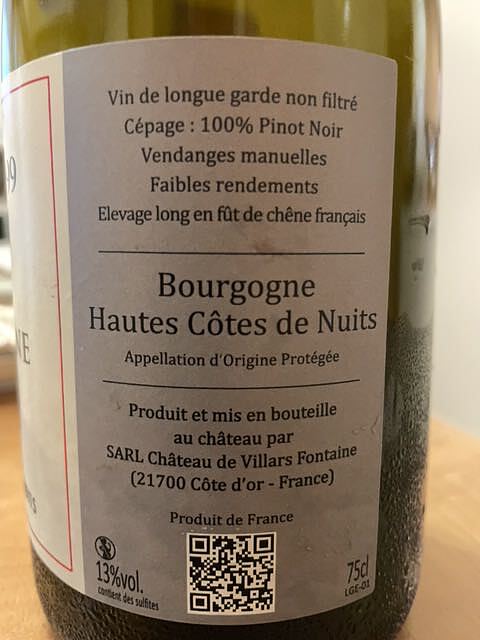 Vin de longue garde non filtré
Cépage : 100% Pinot Noir
Vendanges manuelles
Faibles rendements
Elevage long en fût de chêne français
Bourgogne
Hautes Côtes de Nuits
Appellation d'Origine Protégée
Produit et mis en bouteille
au château par
SARL Château de Villars Fontaine
(21700 Côte d'or - France)
Produit de France
13%vol.
contient des sulfites
75cl
LGE-01